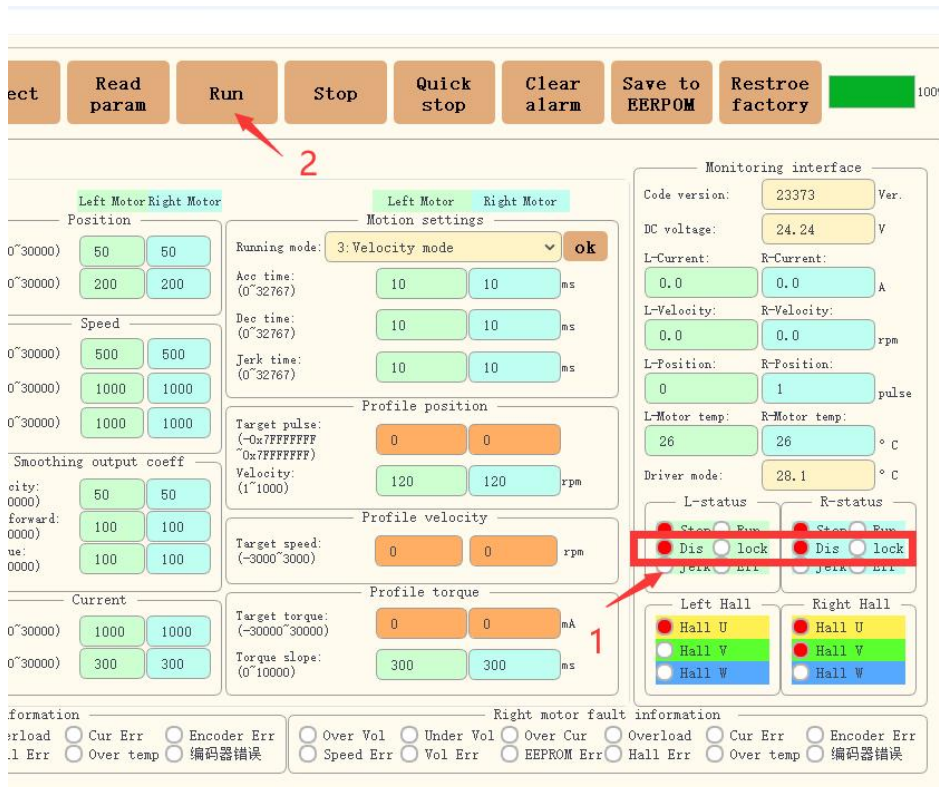 ect
Read param
Run
Stop
Quick stop
Clear alarm
Save to EERPOM
Restroe factory
100%
2
Left Motor Right Motor
Position
0~30000) 50 50
0~30000) 200 200
Speed
0~30000) 500 500
0~30000) 1000 1000
0~30000) 1000 1000
Smoothing output coeff
city:
0000) 50 50
forward:
0000) 100 100
ue:
0000) 100 100
Current
0~30000) 1000 1000
0~30000) 300 300
Left Motor Right Motor
Motion settings
Running mode: 3:Velocity mode ok
Acc time:
(0~32767) 10 10 ms
Dec time:
(0~32767) 10 10 ms
Jerk time:
(0~32767) 10 10 ms
Profile position
Target pulse:
(-0x7FFFFFFF
~0x7FFFFFFF) 0 0
Velocity:
(1~1000) 120 120 rpm
Profile velocity
Target speed:
(-3000~3000) 0 0 rpm
Profile torque
Target torque:
(-30000~30000) 0 0 mA
Torque slope:
(0~10000) 300 300 ms
Monitoring interface
Code version: 23373 Ver.
DC voltage: 24.24 V
L-Current: R-Current:
0.0 0.0 A
L-Velocity: R-Velocity:
0.0 0.0 rpm
L-Position: R-Position:
0 1 pulse
L-Motor temp: R-Motor temp:
26 26 ° C
Driver mode: 28.1 ° C
L-status R-status
Stop Run Stop Run
Dis lock Dis lock
Jerk Err Jerk Err
1
Left Hall Right Hall
Hall U Hall U
Hall V Hall V
Hall W Hall W
formation
erload Cur Err Encoder Err
ll Err Over temp 编码器错误
Right motor fault information
Over Vol Under Vol Over Cur Overload Cur Err Encoder Err
Speed Err Vol Err EEPROM Err Hall Err Over temp 编码器错误